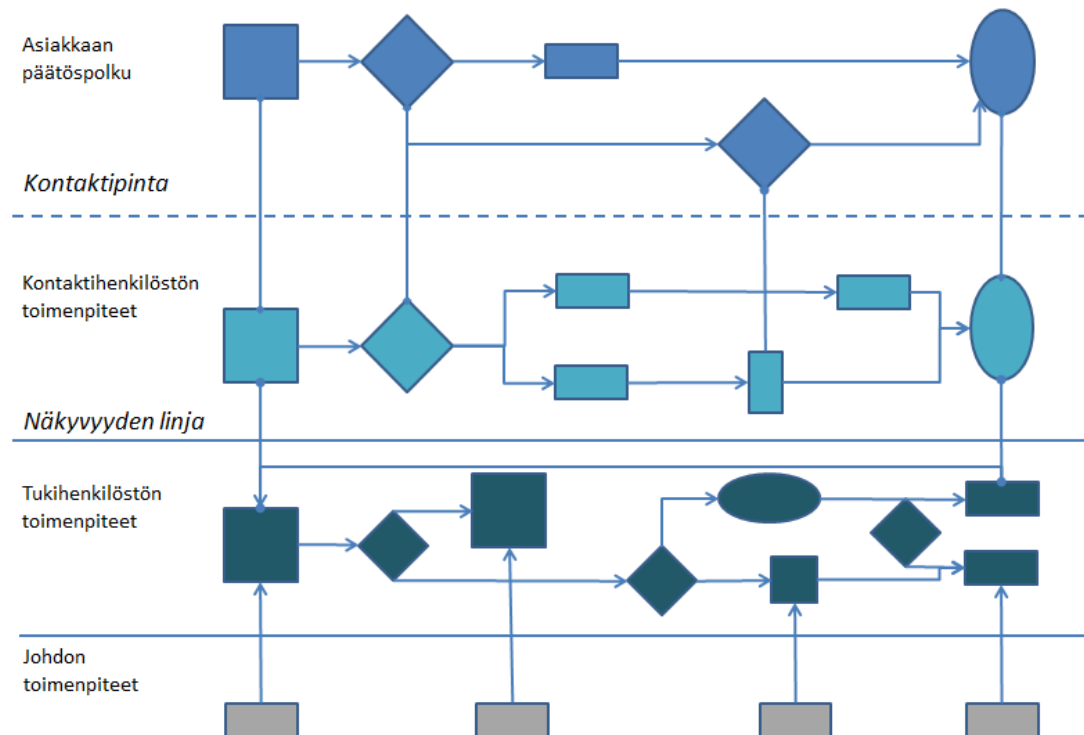 Asiakkaan
päätöspolku
Kontaktipinta
Kontaktihenkilöstön
toimenpiteet
Näkyvyyden linja
Tukihenkilöstön
toimenpiteet
Johdon
toimenpiteet